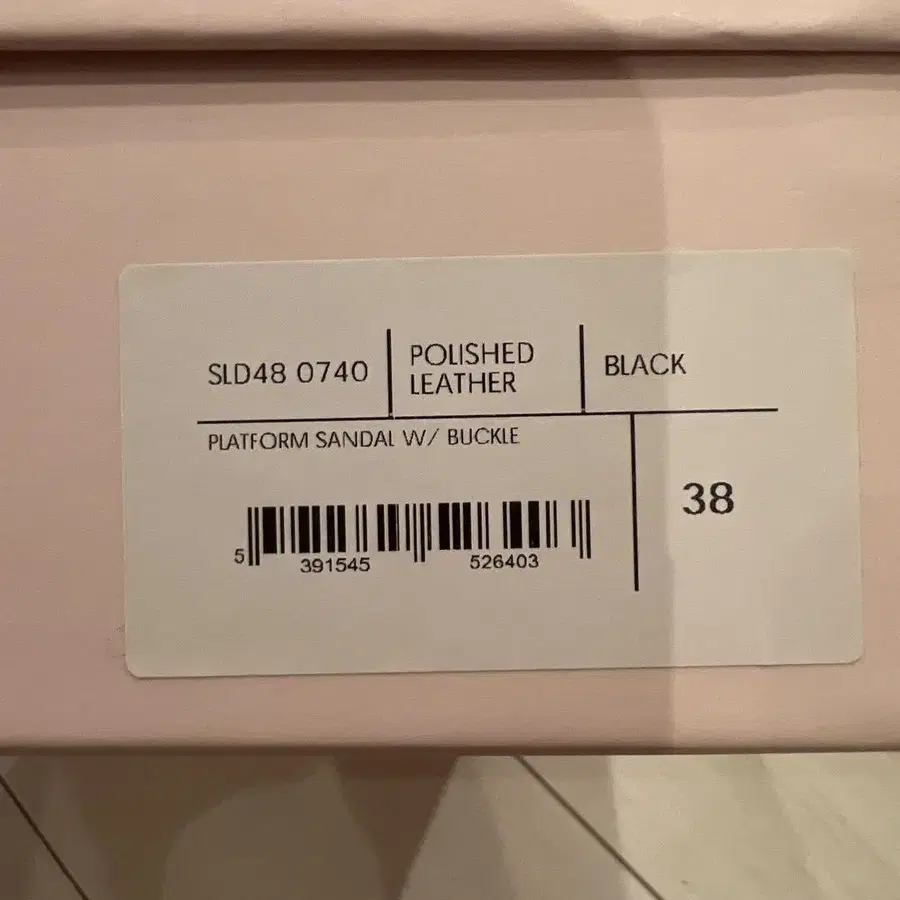 SLD48 0740
POLISHED
LEATHER
BLACK
PLATFORM SANDAL W/ BUCKLE
38
5 391545 526403